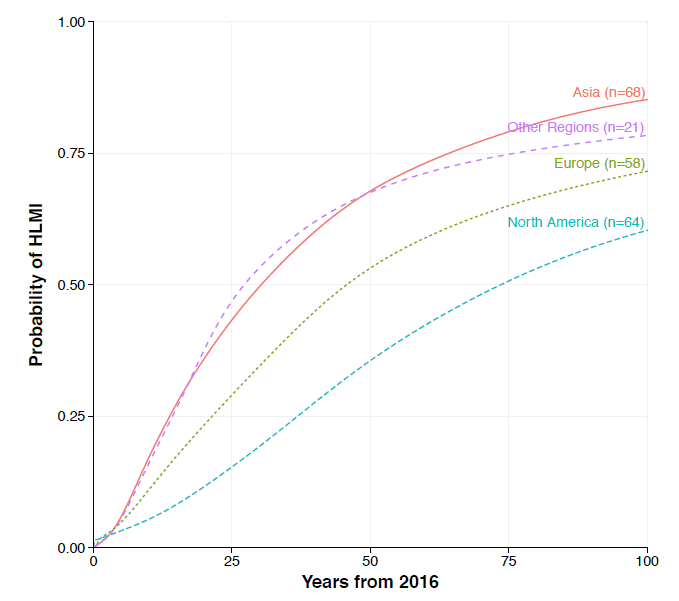 1.00
Asia (n=68)
Other Regions (n=21)
0.75
Europe (n=58)
North America (n=64)
Probability of HLMI
0.50
0.25
0.00
0 25 50 75 100
Years from 2016